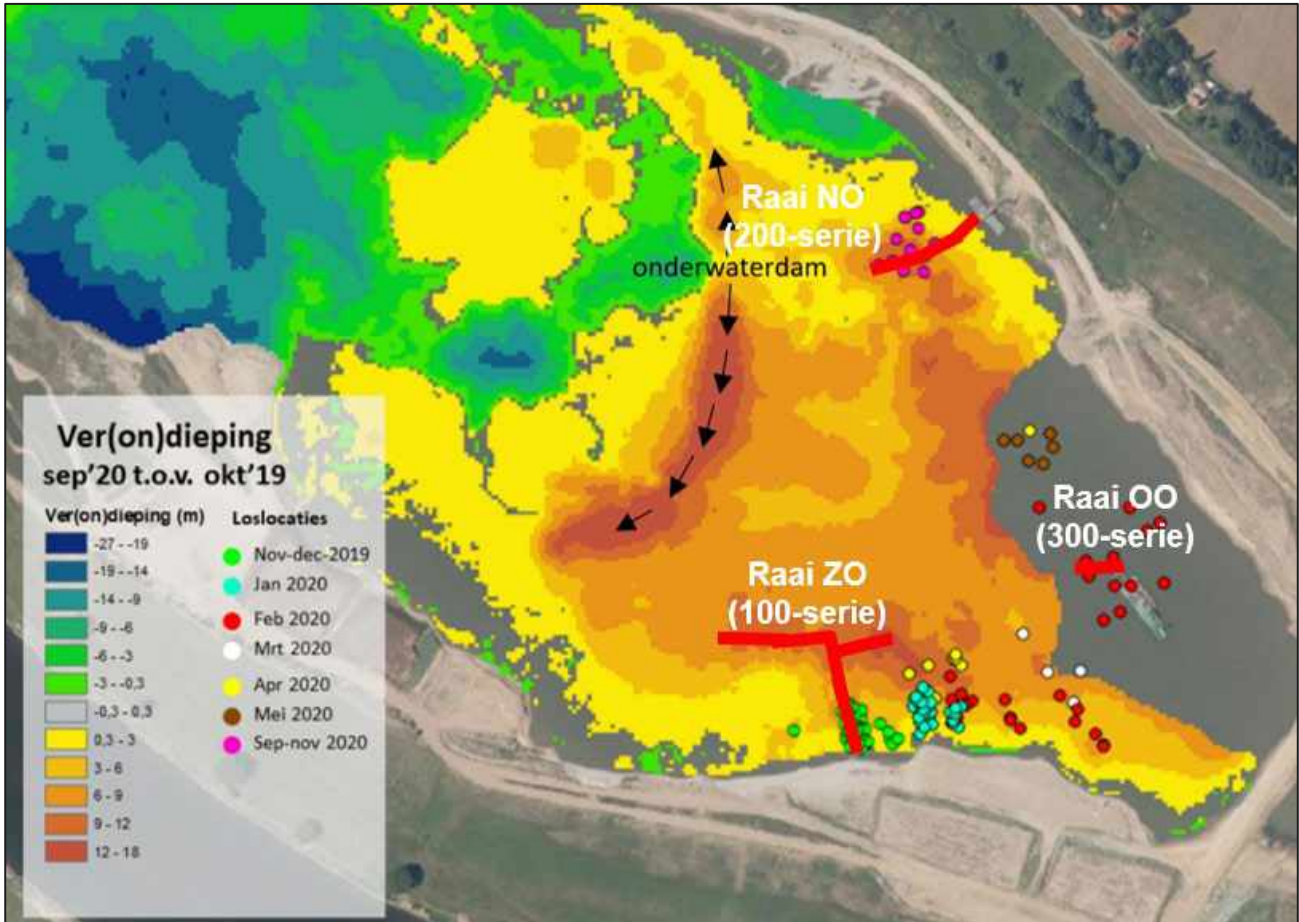 Raai NO
(200-serie)
onderwaterdam
Raai OO
(300-serie)
Raai ZO
(100-serie)
Ver(on)dieping
sep'20 t.o.v. okt'19
Ver(on)dieping (m)
-27 - -19
-19 - -14
-14 - -9
-9 - -6
-6 - -3
-3 - -0,3
-0,3 - 0,3
0,3 - 3
3 - 6
6 - 9
9 - 12
12 - 18
Loslocaties
Nov-dec-2019
Jan 2020
Feb 2020
Mrt 2020
Apr 2020
Mei 2020
Sep-nov 2020